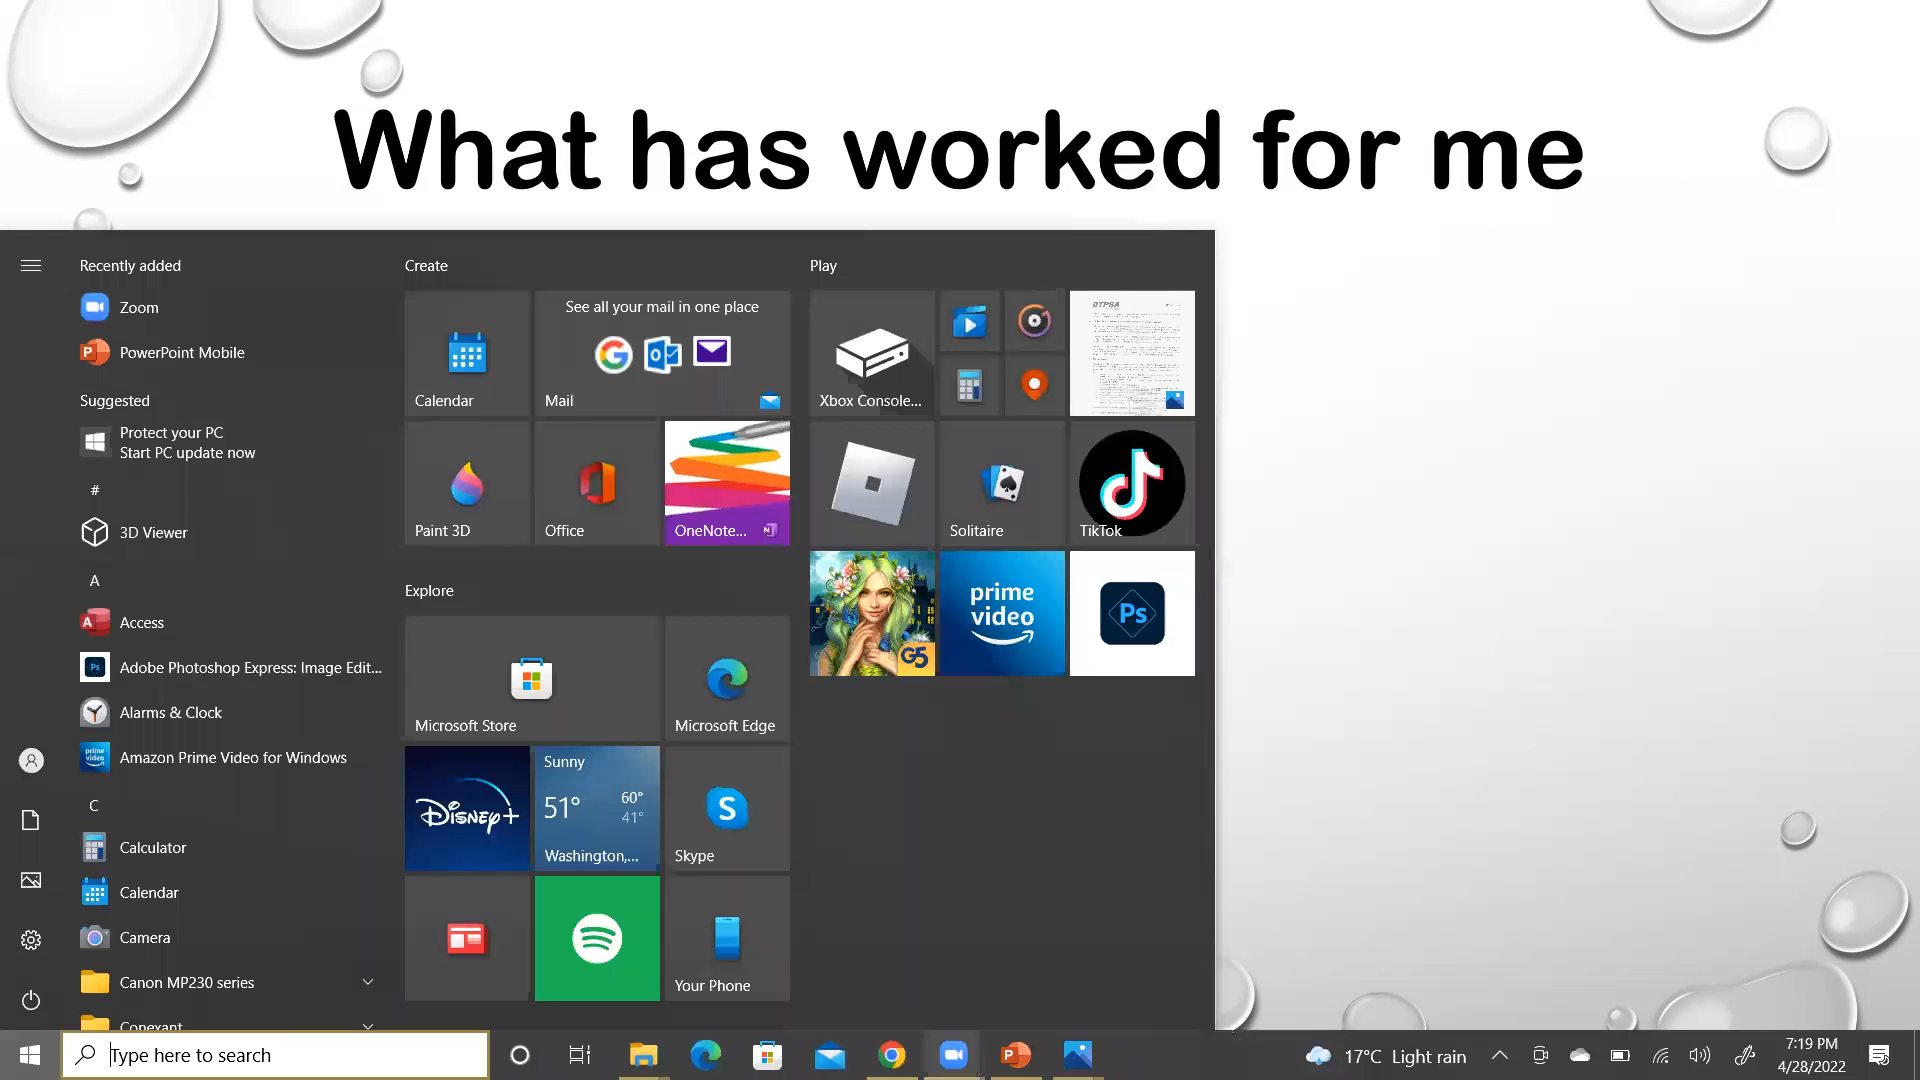 What has worked for me
Recently added
Zoom
PowerPoint Mobile
Suggested
Protect your PC
Start PC update now
#
3D Viewer
A
Access
Adobe Photoshop Express: Image Edit...
Alarms & Clock
Amazon Prime Video for Windows
C
Calculator
Calendar
Camera
Canon MP230 series
Conexant
Create
Calendar
See all your mail in one place
Mail
Paint 3D
Office
OneNote...
Explore
Microsoft Store
Microsoft Edge
Disney+
Sunny
51°
60°
41°
Washington,...
Skype
Your Phone
Play
Xbox Console...
Solitaire
TikTok
G5
prime
video
Ps
Type here to search
17°C Light rain
7:19 PM
4/28/2022